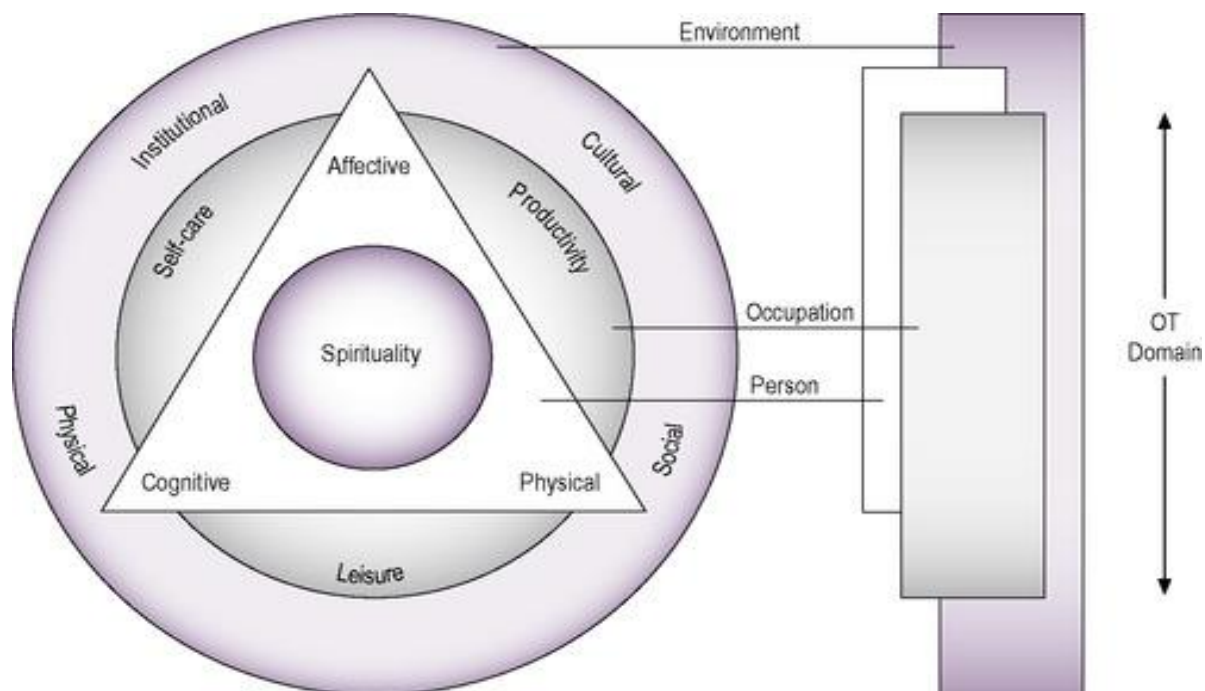 Environment
Institutional
Cultural
Affective
Self-care
Productivity
Occupation
OT
Domain
Spirituality
Person
Physical
Social
Cognitive
Physical
Leisure